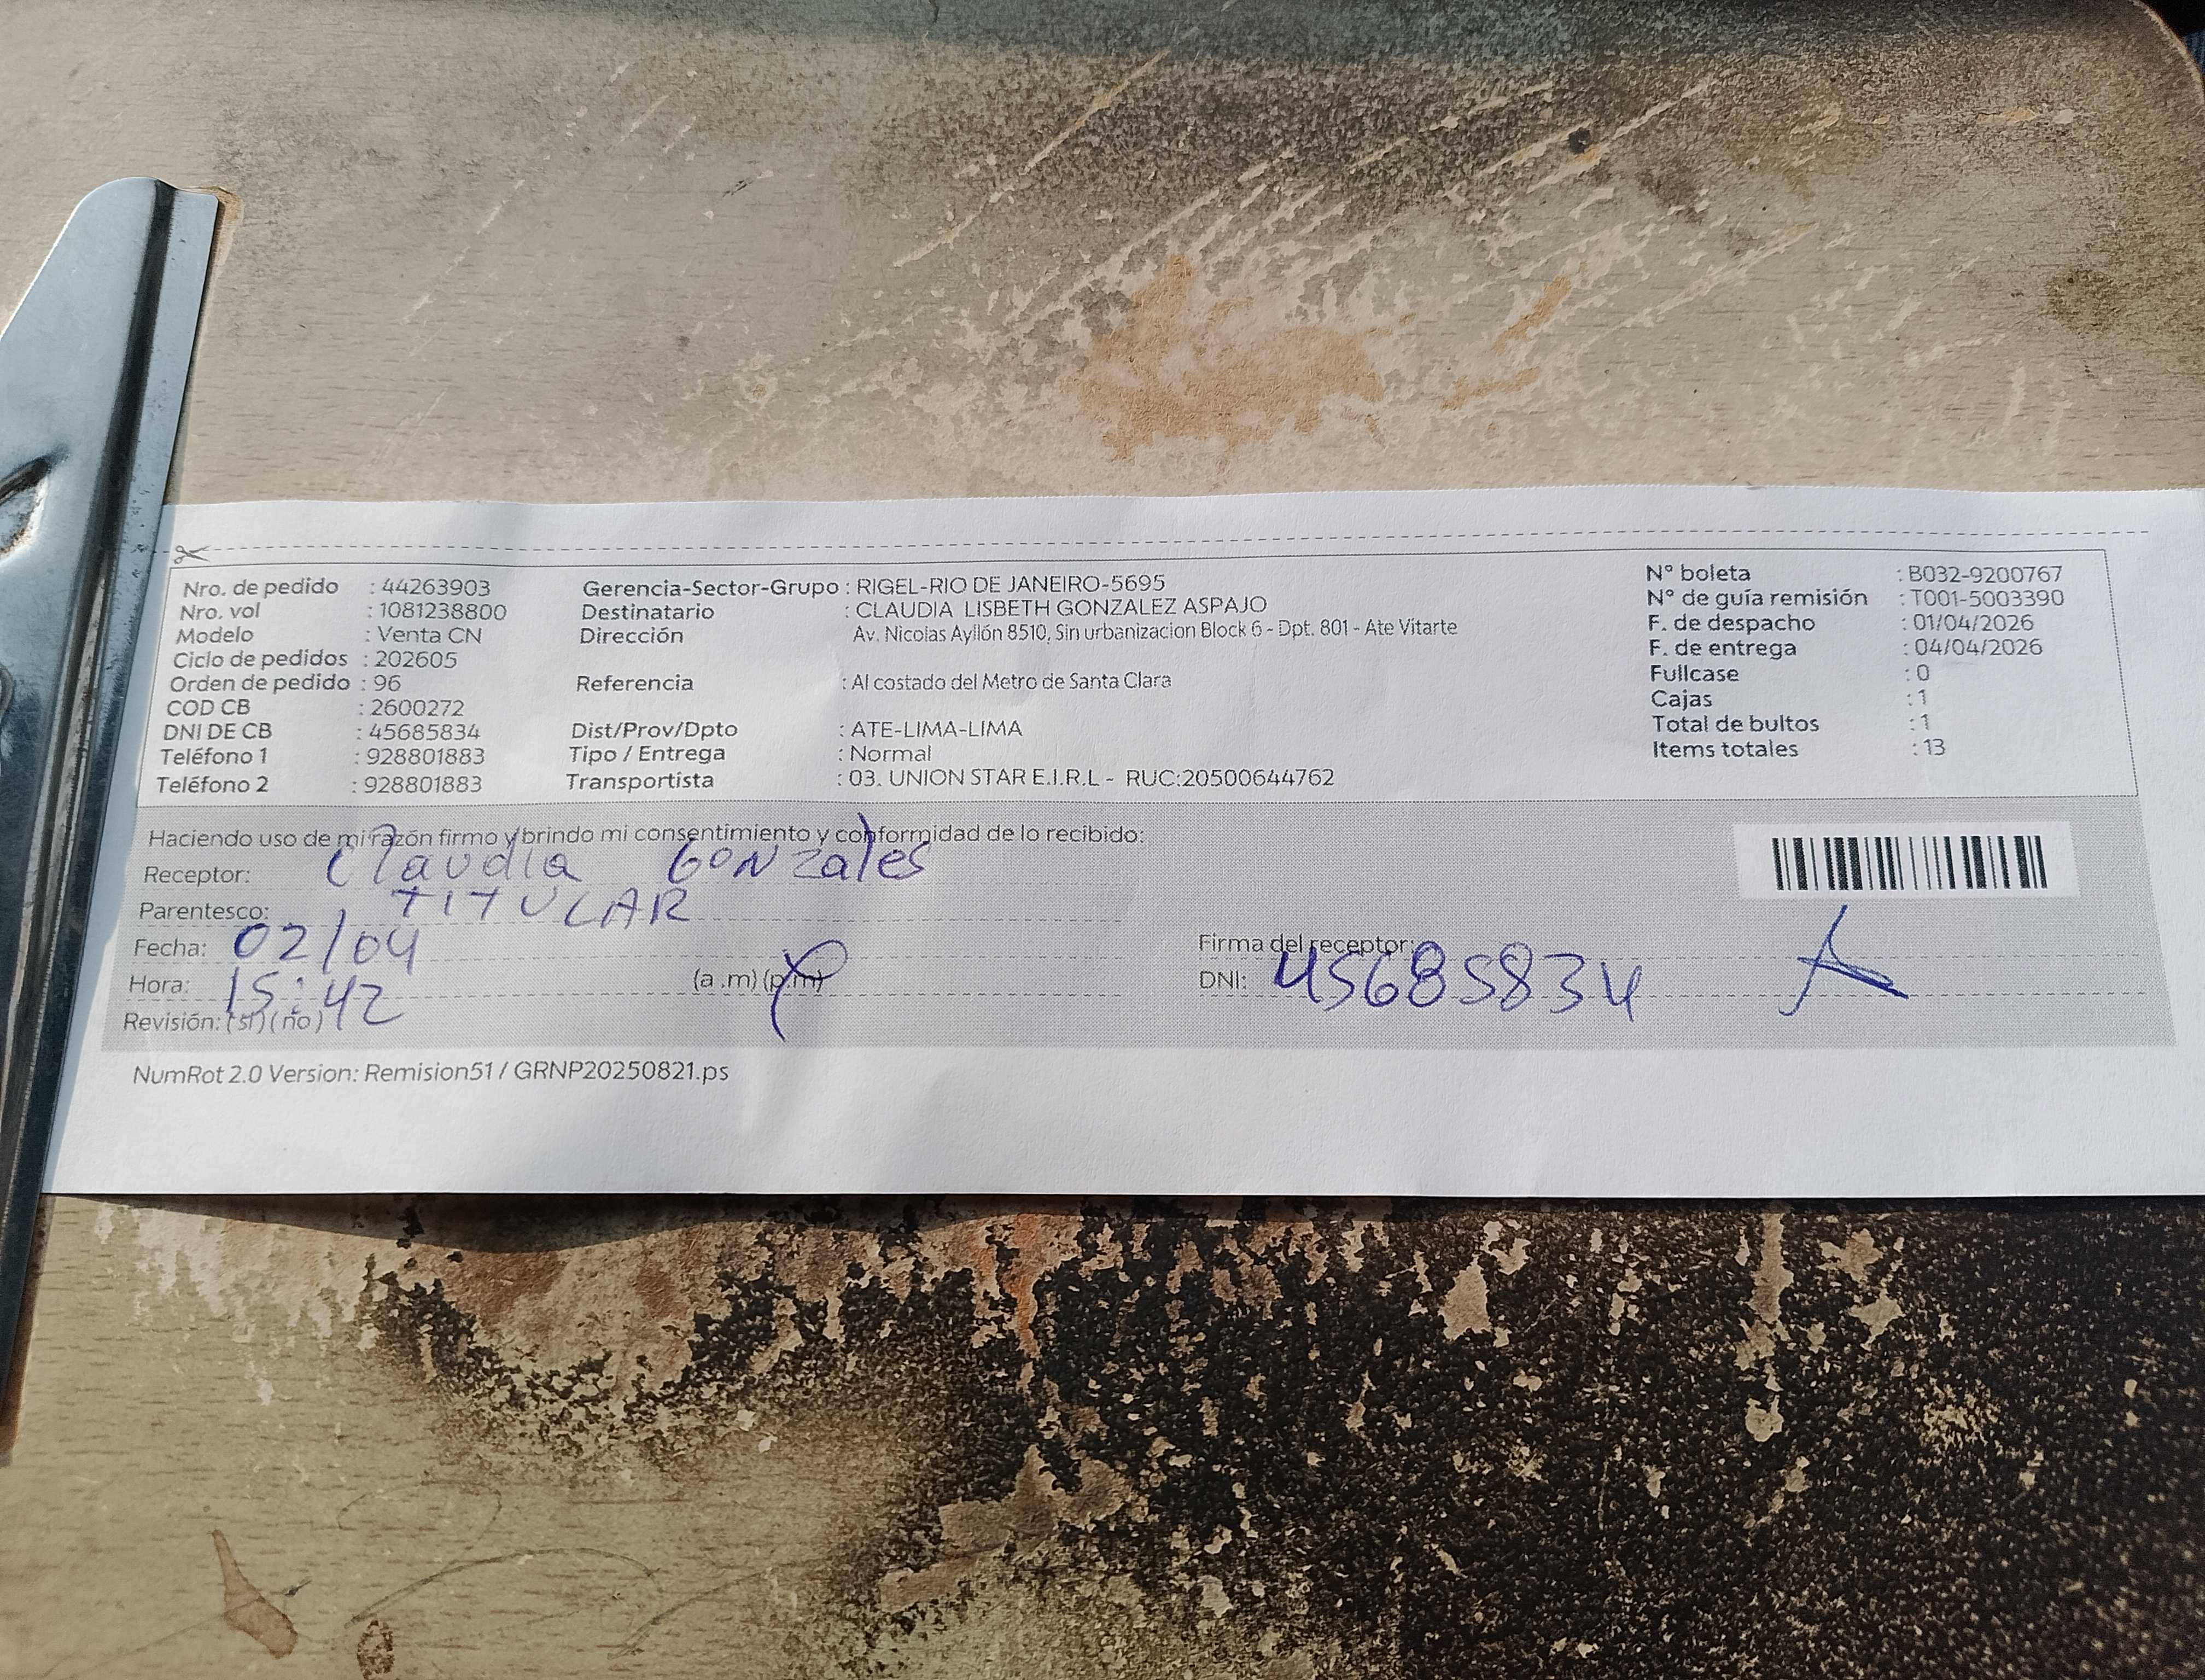 Nro. de pedido : 44263903
Nro. vol : 1081238800
Modelo : Venta CN
Ciclo de pedidos : 202605
Orden de pedido : 96
COD CB : 2600272
DNI DE CB : 45685834
Teléfono 1 : 928801883
Teléfono 2 : 928801883
Gerencia-Sector-Grupo : RIGEL-RIO DE JANEIRO-5695
Destinatario : CLAUDIA LISBETH GONZALEZ ASPAJO
Dirección Av. Nicolas Ayllón 8510, Sin urbanizacion Block 6 - Dpt. 801 - Ate Vitarte
Referencia : Al costado del Metro de Santa Clara
Dist/Prov/Dpto : ATE-LIMA-LIMA
Tipo / Entrega : Normal
Transportista : 03. UNION STAR E.I.R.L - RUC:20500644762
N° boleta : B032-9200767
N° de guía remisión : T001-5003390
F. de despacho : 01/04/2026
F. de entrega : 04/04/2026
Fullcase : 0
Cajas : 1
Total de bultos : 1
Items totales : 13
Haciendo uso de mi razón firmo y brindo mi consentimiento y conformidad de lo recibido:
Receptor: Claudia GONzales
Parentesco: TITULAR
Fecha: 02/04
Hora: 15:42 (a .m) (p.m)
Revisión: (si) (no)
Firma del receptor:
DNI: 45685834
NumRot 2.0 Version: Remision51 / GRNP20250821.ps